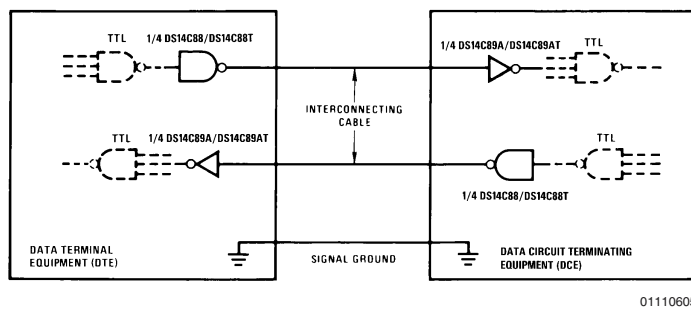 TTL 1/4 DS14C88/DS14C88T
1/4 DS14C89A/DS14C89AT TTL
INTERCONNECTING
CABLE
TTL 1/4 DS14C89A/DS14C89AT
TTL
1/4 DS14C88/DS14C88T
DATA TERMINAL
EQUIPMENT (DTE)
SIGNAL GROUND
DATA CIRCUIT TERMINATING
EQUIPMENT (DCE)
01110605